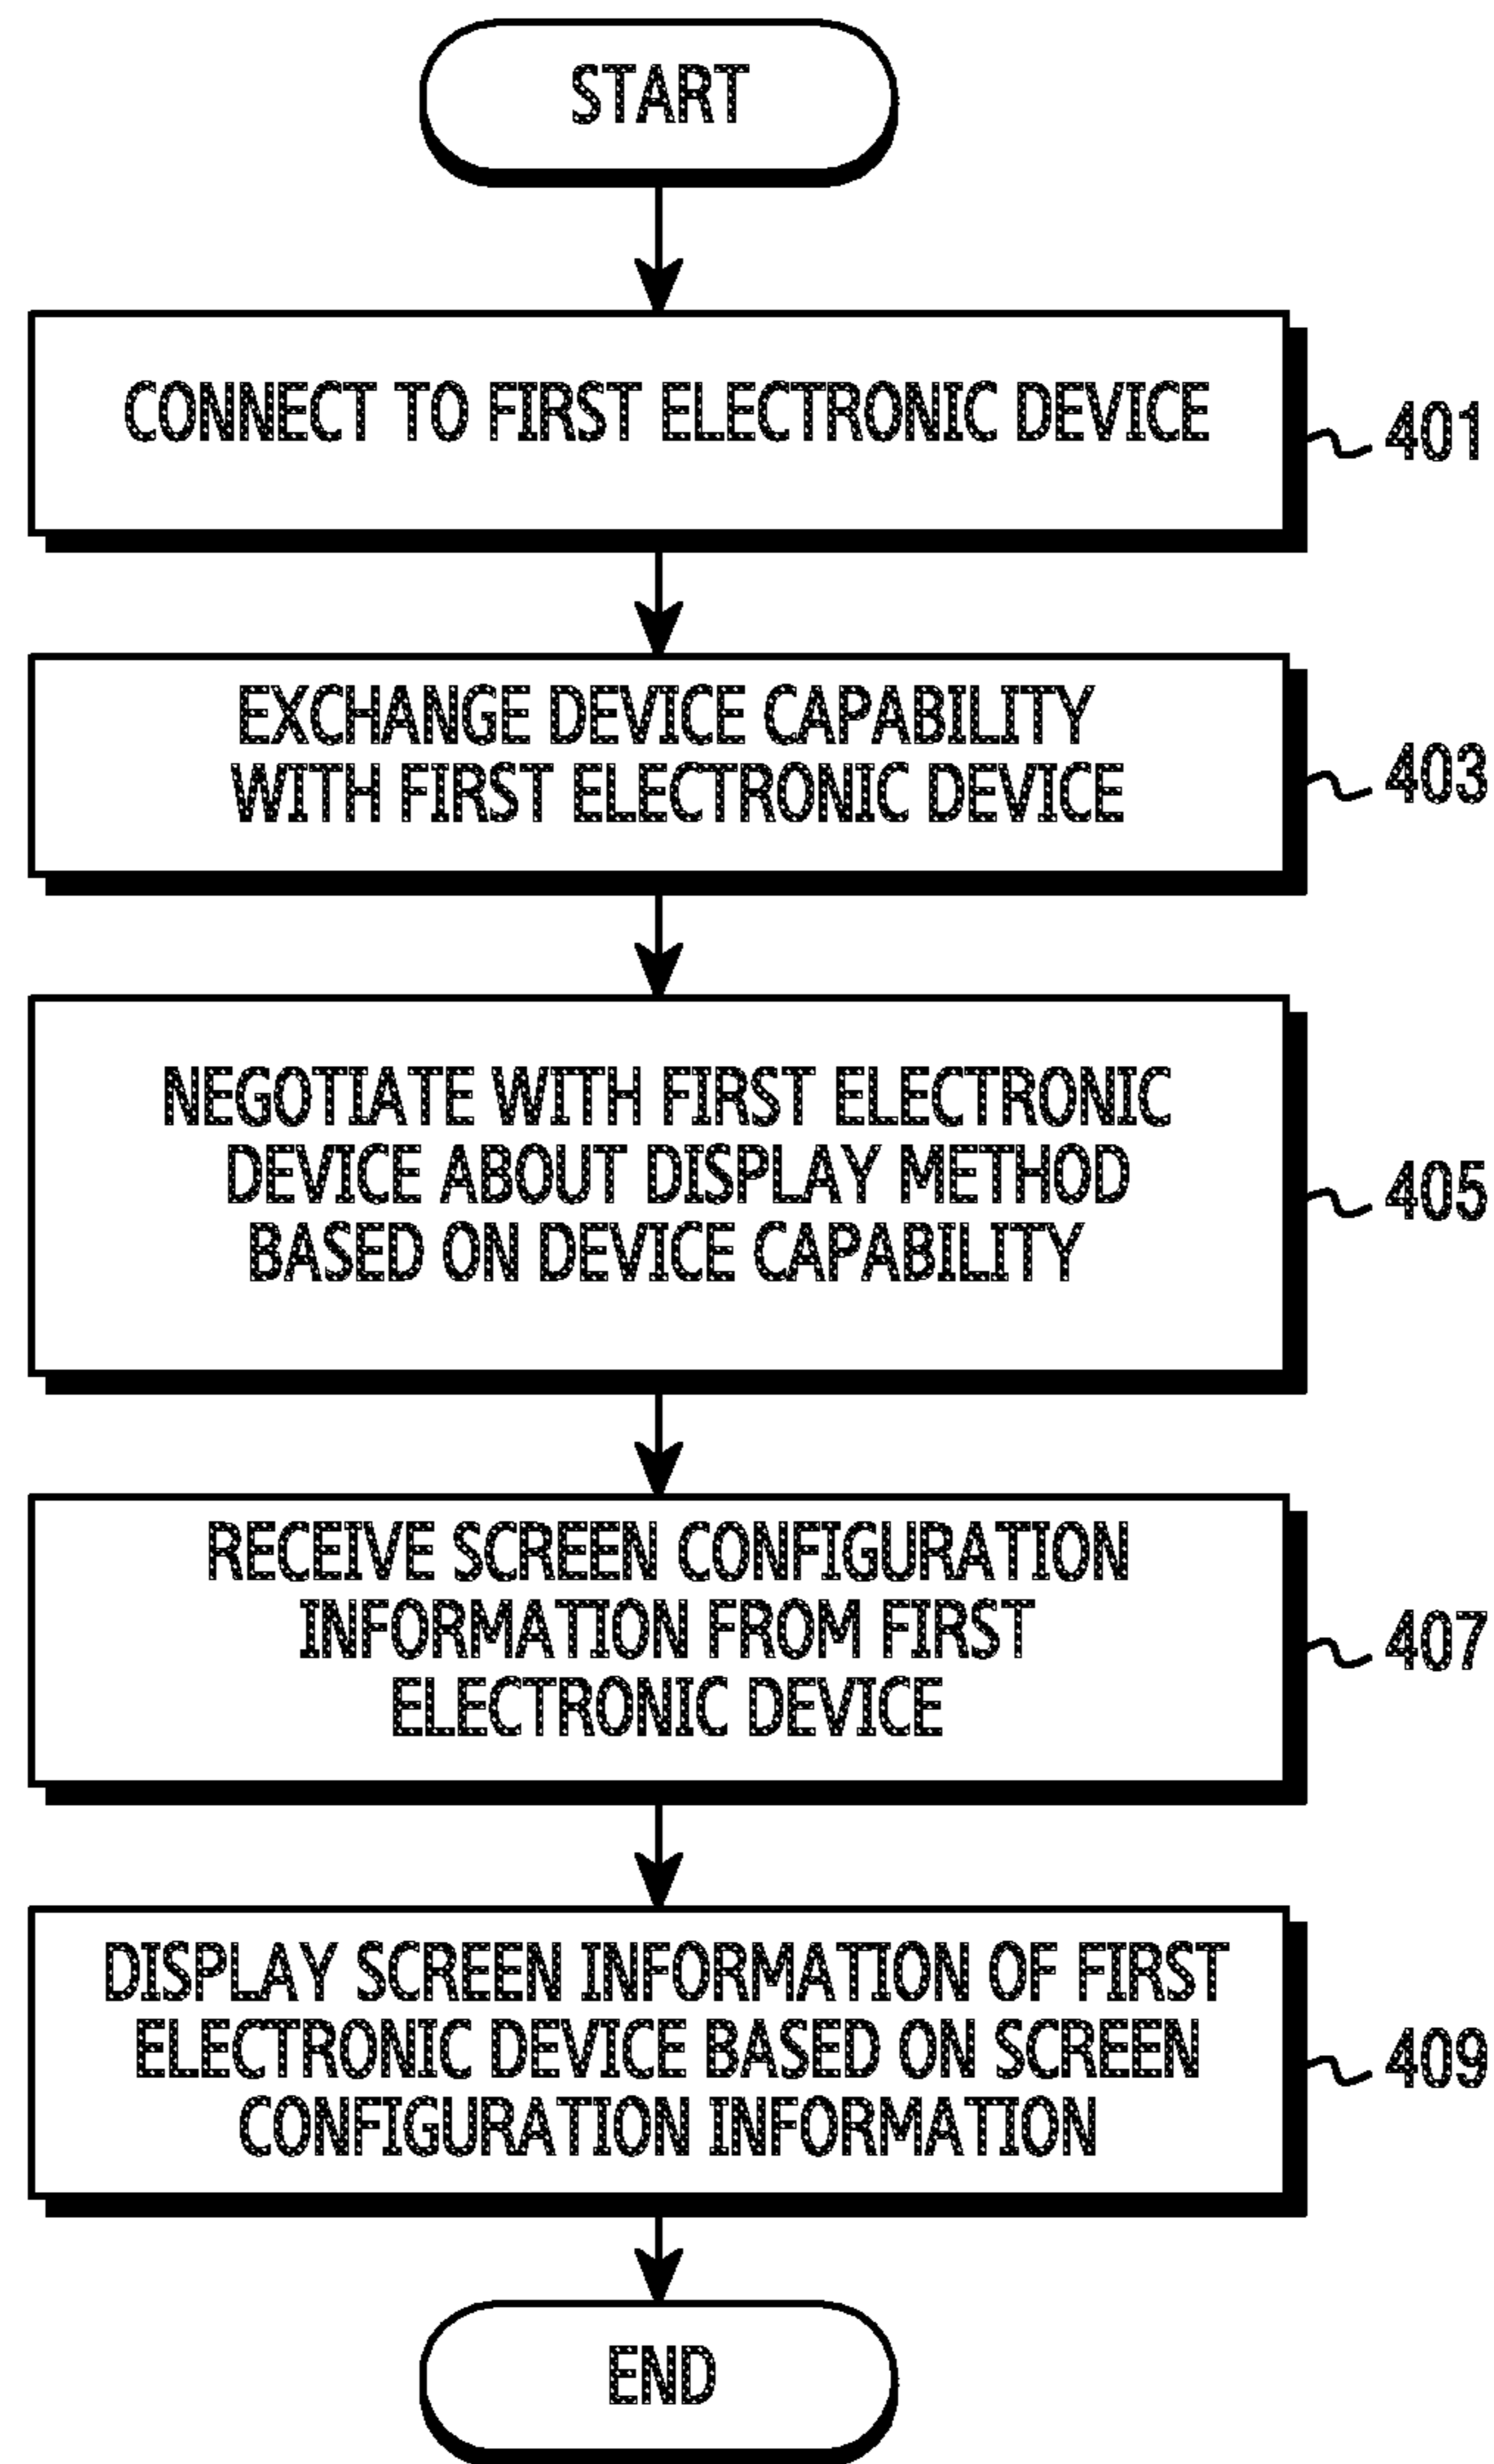 START
CONNECT TO FIRST ELECTRONIC DEVICE
401
EXCHANGE DEVICE CAPABILITY
WITH FIRST ELECTRONIC DEVICE
403
NEGOTIATE WITH FIRST ELECTRONIC
DEVICE ABOUT DISPLAY METHOD
BASED ON DEVICE CAPABILITY
405
RECEIVE SCREEN CONFIGURATION
INFORMATION FROM FIRST
ELECTRONIC DEVICE
407
DISPLAY SCREEN INFORMATION OF FIRST
ELECTRONIC DEVICE BASED ON SCREEN
CONFIGURATION INFORMATION
409
END